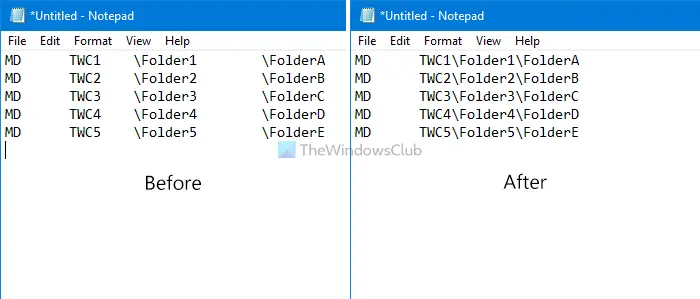 *Untitled - Notepad
File Edit Format View Help
MD TWC1 \Folder1 \FolderA
MD TWC2 \Folder2 \FolderB
MD TWC3 \Folder3 \FolderC
MD TWC4 \Folder4 \FolderD
MD TWC5 \Folder5 \FolderE
Before
*Untitled - Notepad
File Edit Format View Help
MD TWC1\Folder1\FolderA
MD TWC2\Folder2\FolderB
MD TWC3\Folder3\FolderC
MD TWC4\Folder4\FolderD
MD TWC5\Folder5\FolderE
After
TheWindowsClub